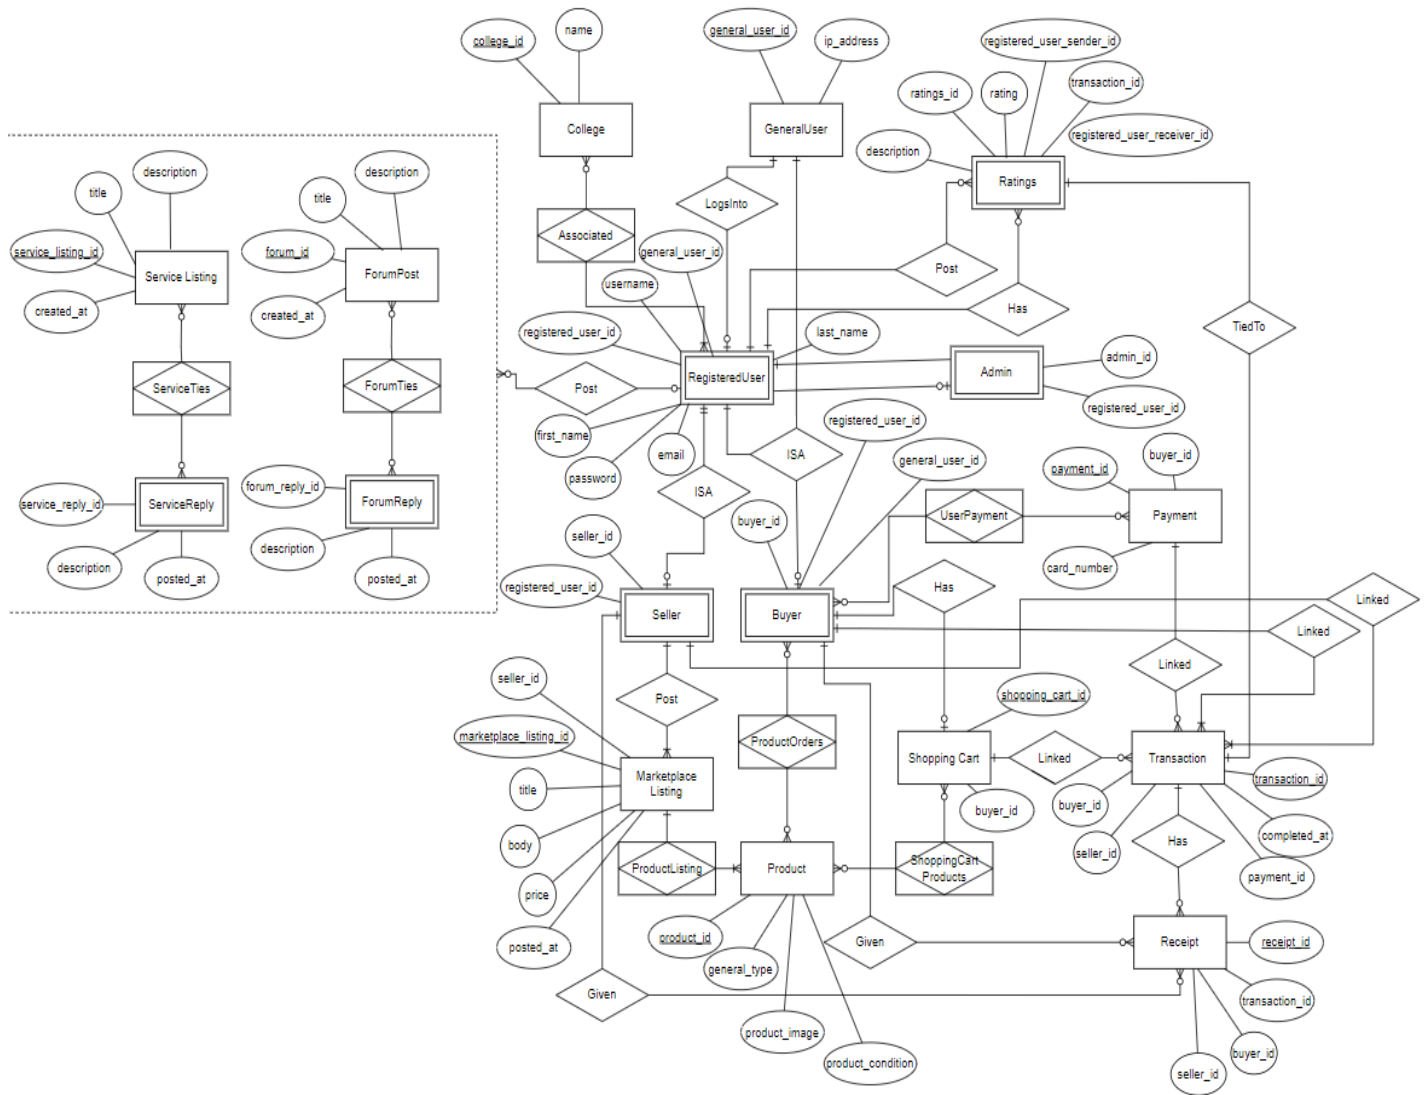 name
college_id
general_user_id
ip_address
registered_user_sender_id
ratings_id
rating
transaction_id
registered_user_receiver_id
description
College
GeneralUser
Ratings
title
description
service_listing_id
Service Listing
created_at
title
description
forum_id
ForumPost
created_at
Associated
LogsInto
general_user_id
username
registered_user_id
last_name
Post
Has
TiedTo
ServiceTies
ForumTies
Post
RegisteredUser
Admin
admin_id
registered_user_id
first_name
password
email
ISA
ISA
registered_user_id
general_user_id
payment_id
buyer_id
service_reply_id
ServiceReply
description
posted_at
forum_reply_id
ForumReply
description
posted_at
seller_id
registered_user_id
Seller
buyer_id
Buyer
UserPayment
Payment
card_number
Has
Linked
Linked
Linked
seller_id
Post
marketplace_listing_id
Marketplace
Listing
title
body
price
posted_at
ProductOrders
shopping_cart_id
Shopping Cart
buyer_id
Linked
Transaction
transaction_id
buyer_id
seller_id
completed_at
payment_id
Has
ProductListing
Product
ShoppingCart
Products
product_id
general_type
product_image
product_condition
Given
Given
Receipt
receipt_id
transaction_id
buyer_id
seller_id